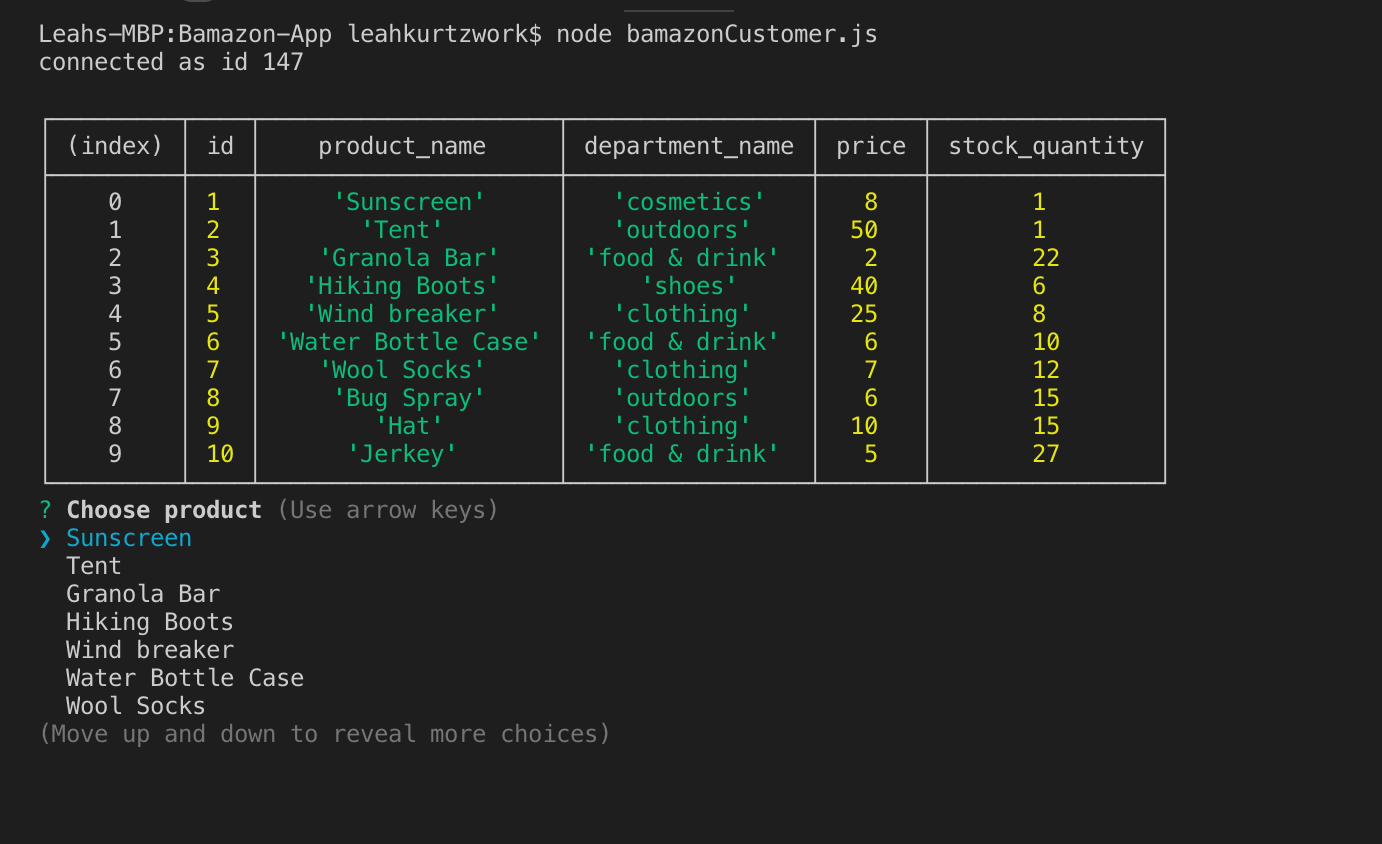 Leahs-MBP:Bamazon-App leahkurtzwork$ node bamazonCustomer.js
connected as id 147
(index) id product_name department_name price stock_quantity
0 1 'Sunscreen' 'cosmetics' 8 1
1 2 'Tent' 'outdoors' 50 1
2 3 'Granola Bar' 'food & drink' 2 22
3 4 'Hiking Boots' 'shoes' 40 6
4 5 'Wind breaker' 'clothing' 25 8
5 6 'Water Bottle Case' 'food & drink' 6 10
6 7 'Wool Socks' 'clothing' 7 12
7 8 'Bug Spray' 'outdoors' 6 15
8 9 'Hat' 'clothing' 10 15
9 10 'Jerkey' 'food & drink' 5 27
? Choose product (Use arrow keys)
❯ Sunscreen
Tent
Granola Bar
Hiking Boots
Wind breaker
Water Bottle Case
Wool Socks
(Move up and down to reveal more choices)